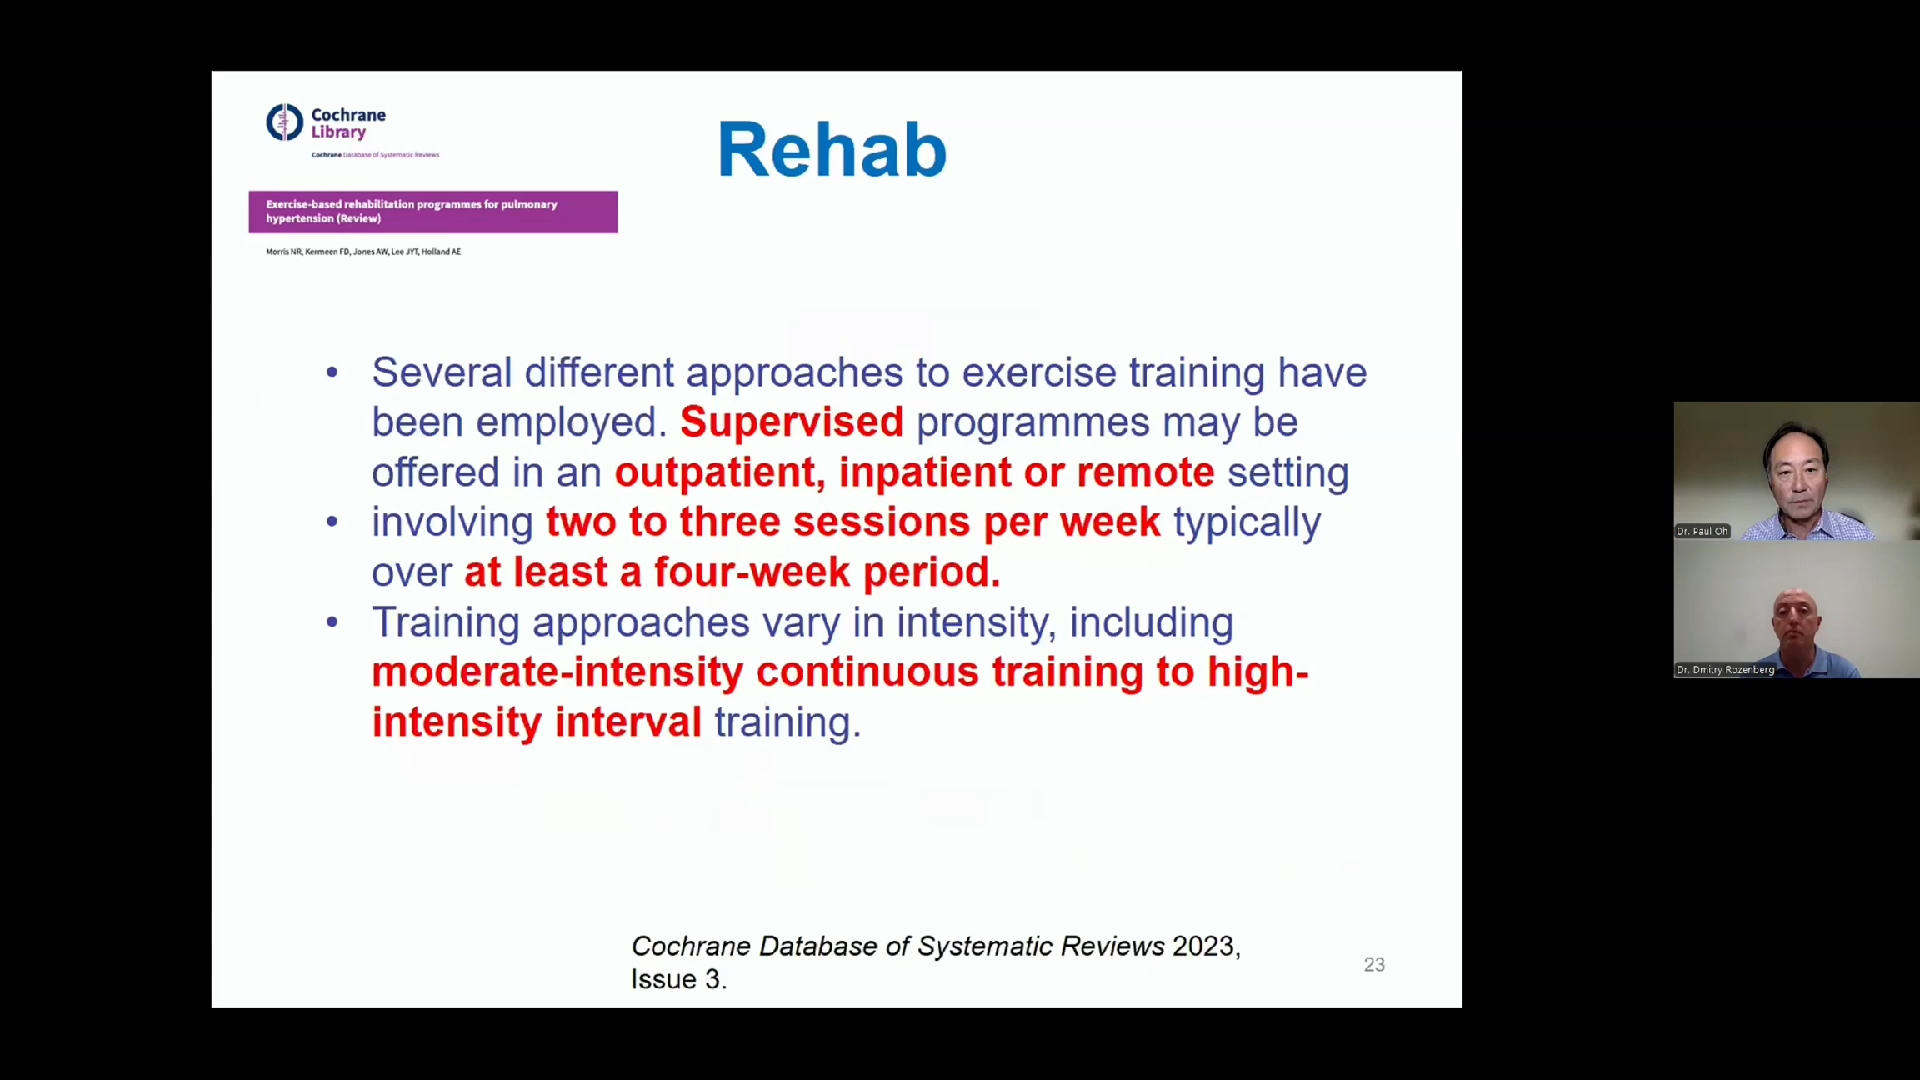 Cochrane
Library
Cochrane Database of Systematic Reviews
Rehab
Exercise-based rehabilitation programmes for pulmonary
hypertension (Review)
Morris NR, Kermeen FD, Jones AW, Lee JYT, Holland AE
• Several different approaches to exercise training have
been employed. Supervised programmes may be
offered in an outpatient, inpatient or remote setting
• involving two to three sessions per week typically
over at least a four-week period.
• Training approaches vary in intensity, including
moderate-intensity continuous training to high-
intensity interval training.
Cochrane Database of Systematic Reviews 2023,
Issue 3.
23
Dr. Paul Oh
Dr. Dmitry Rozenberg